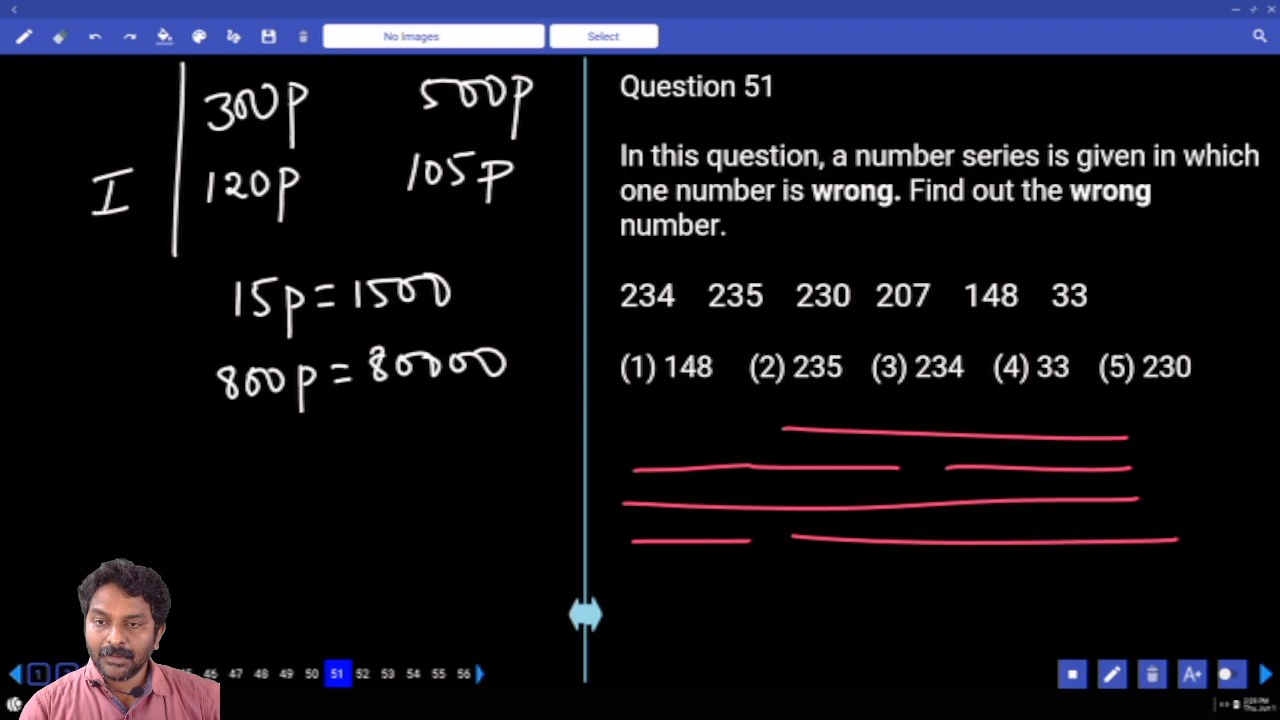 No Images
Select
300p 500p
I 120p 105p
15p = 1500
800p = 80000
Question 51
In this question, a number series is given in which
one number is wrong. Find out the wrong
number.
234 235 230 207 148 33
(1) 148 (2) 235 (3) 234 (4) 33 (5) 230
1 46 47 48 49 50 51 52 53 54 55 56
A+